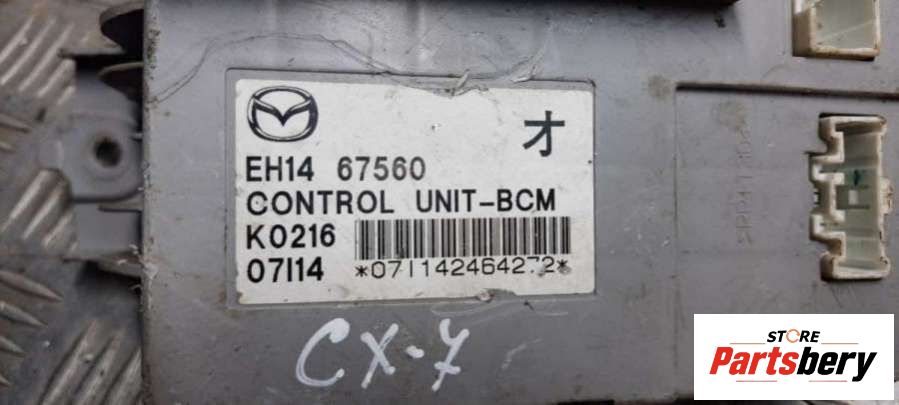 オ
EH14 67560
CONTROL UNIT-BCM
K0216
07I14 *07I142464272*
CX-7
STORE
Partsbery